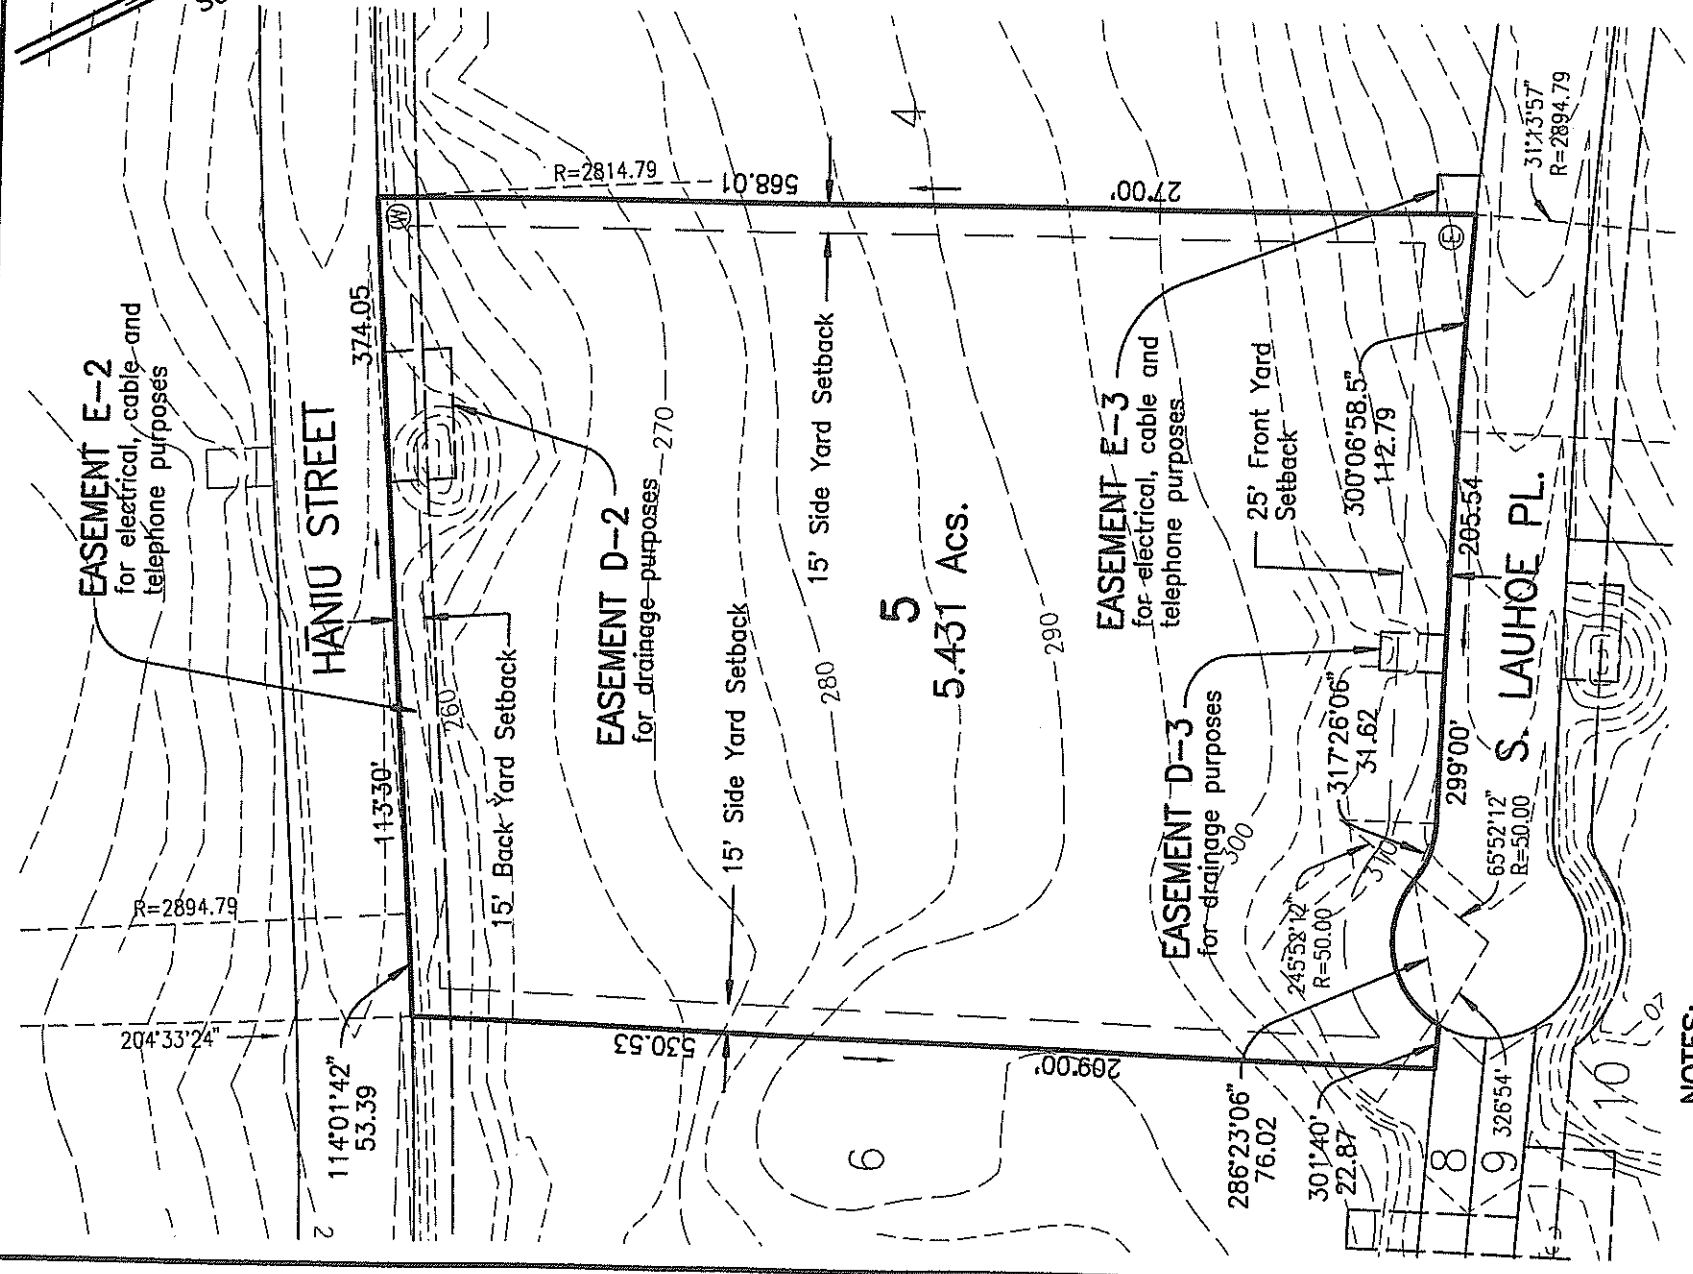 EASEMENT E-2
for electrical, cable and
telephone purposes
HANIU STREET
374.05
113°30'
R=2894.79
204°33'24"
114°01'42"
53.39
260
15' Back Yard Setback
EASEMENT D-2
for drainage purposes
270
R=2814.79
568.01
4
27°00'
15' Side Yard Setback
15' Side Yard Setback
280
5
5.431 Acs.
290
530.53
209°00'
6
EASEMENT E-3
for electrical, cable and
telephone purposes
EASEMENT D-3
for drainage purposes
300
310
25' Front Yard
Setback
300°06'58.5"
112.79
317°26'06"
31.62
205.54
299°00'
S. LAUHOE PL.
31°13'57"
R=2894.79
65°52'12"
R=50.00
245°52'12"
R=50.00
286°23'06"
76.02
301°40'
22.87
326°54'
8
9
10
W
E
2
NOTES: